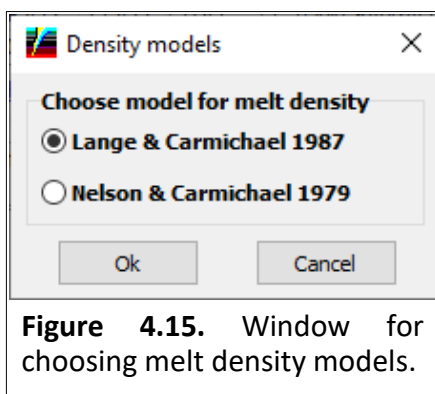 Density models
Choose model for melt density
Lange & Carmichael 1987
Nelson & Carmichael 1979
Ok Cancel
Figure 4.15. Window for
choosing melt density models.